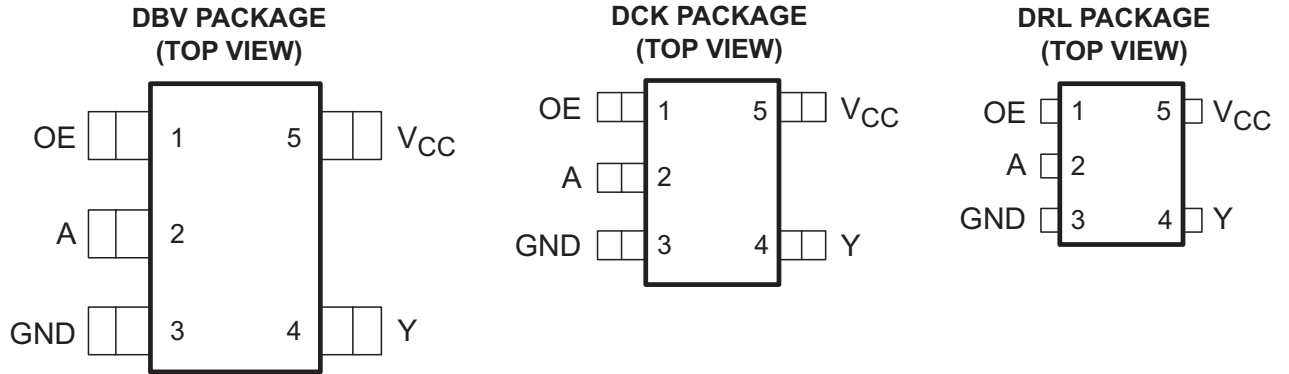 DBV PACKAGE
(TOP VIEW)
OE 1 5 VCC
A 2
GND 3 4 Y
DCK PACKAGE
(TOP VIEW)
OE 1 5 VCC
A 2
GND 3 4 Y
DRL PACKAGE
(TOP VIEW)
OE 1 5 VCC
A 2
GND 3 4 Y